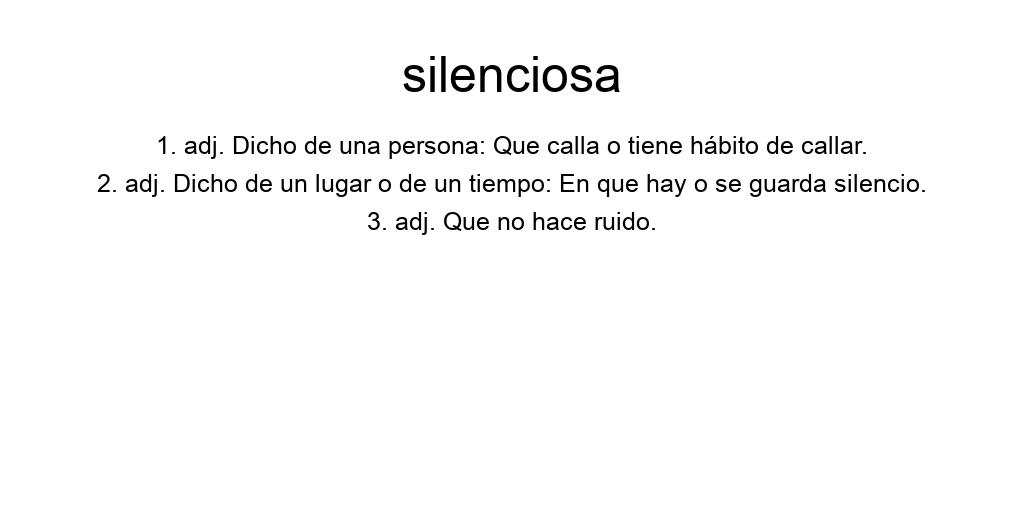 silenciosa
1. adj. Dicho de una persona: Que calla o tiene hábito de callar.
2. adj. Dicho de un lugar o de un tiempo: En que hay o se guarda silencio.
3. adj. Que no hace ruido.